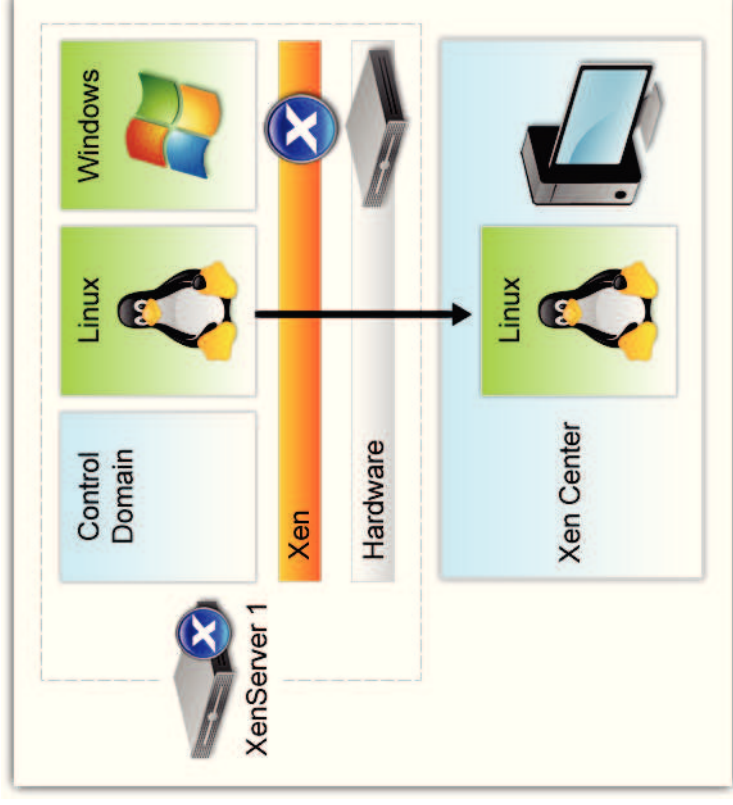 XenServer 1
Control
Domain
Linux
Windows
Xen
Hardware
Xen Center
Linux